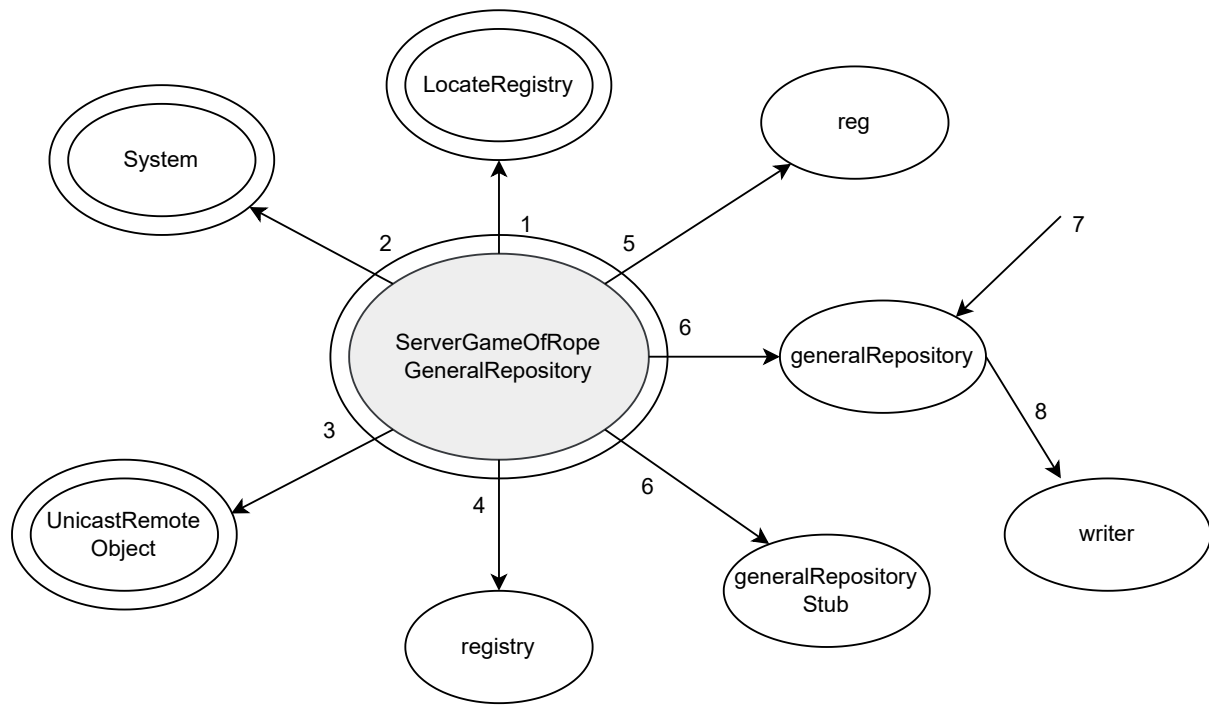 LocateRegistry
System
reg
1
2
5
7
ServerGameOfRope
GeneralRepository
6
generalRepository
8
3
UnicastRemote
Object
4
6
generalRepository
Stub
writer
registry